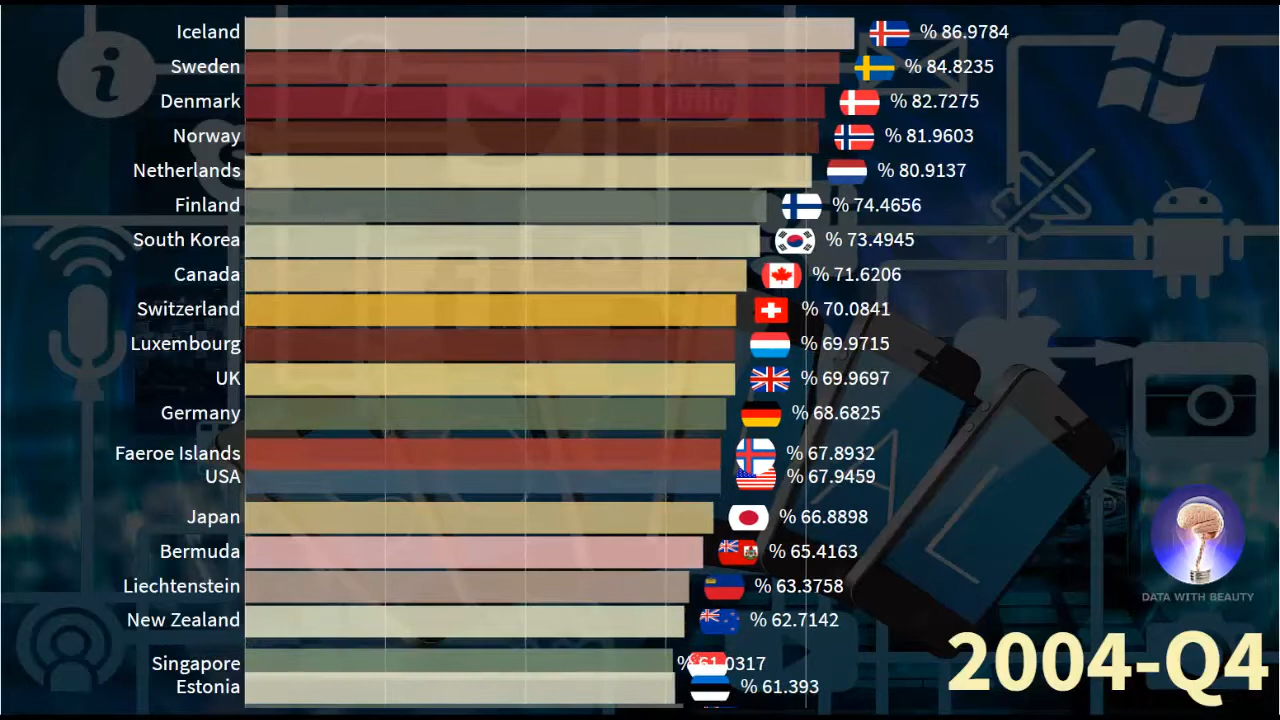 Iceland % 86.9784
Sweden % 84.8235
Denmark % 82.7275
Norway % 81.9603
Netherlands % 80.9137
Finland % 74.4656
South Korea % 73.4945
Canada % 71.6206
Switzerland % 70.0841
Luxembourg % 69.9715
UK % 69.9697
Germany % 68.6825
Faeroe Islands % 67.8932
USA % 67.9459
Japan % 66.8898
Bermuda % 65.4163
Liechtenstein % 63.3758
New Zealand % 62.7142
Singapore % 61.0317
Estonia % 61.393
DATA WITH BEAUTY
2004-Q4